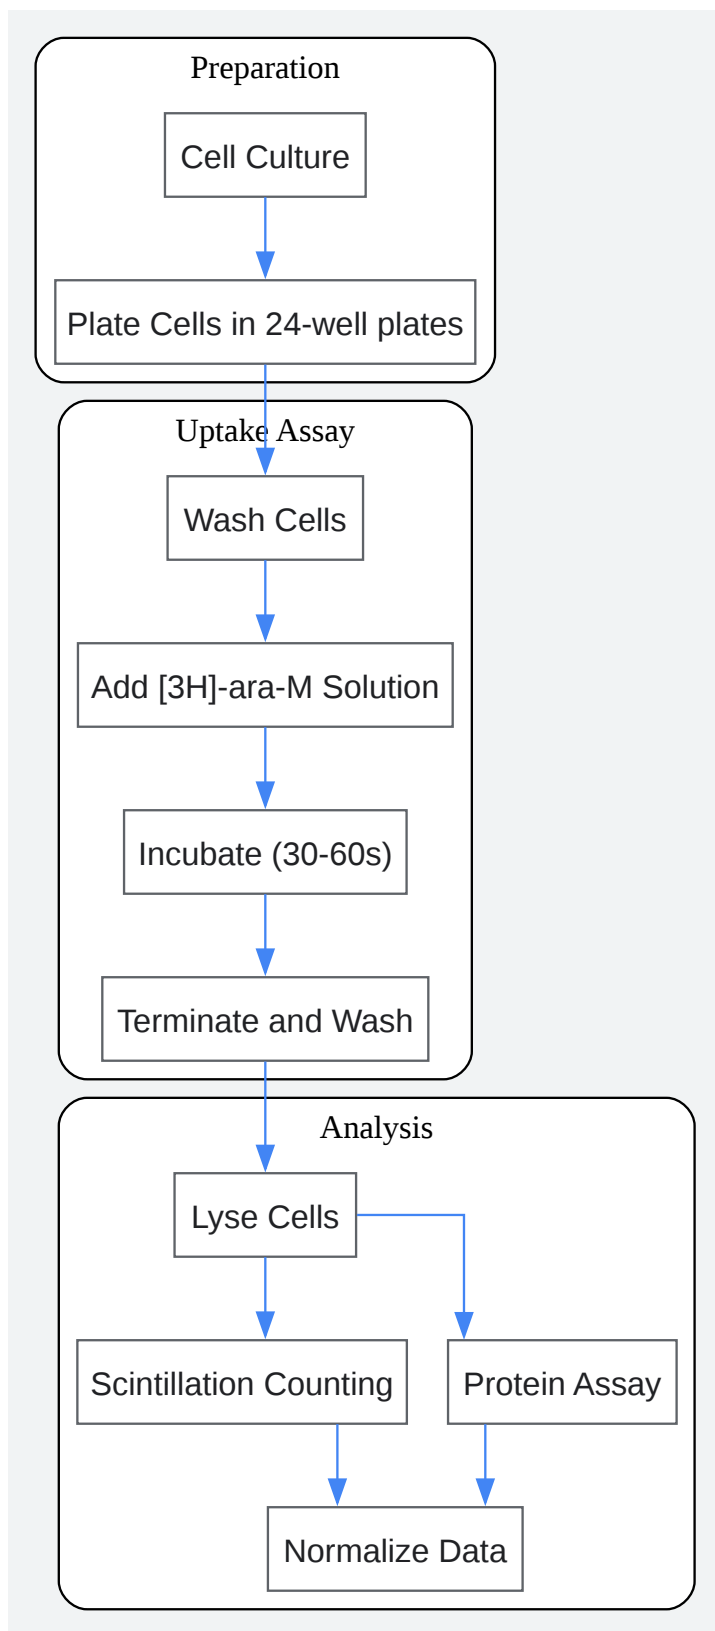 Preparation
Cell Culture
Plate Cells in 24-well plates
Uptake Assay
Wash Cells
Add [3H]-ara-M Solution
Incubate (30-60s)
Terminate and Wash
Analysis
Lyse Cells
Scintillation Counting
Protein Assay
Normalize Data